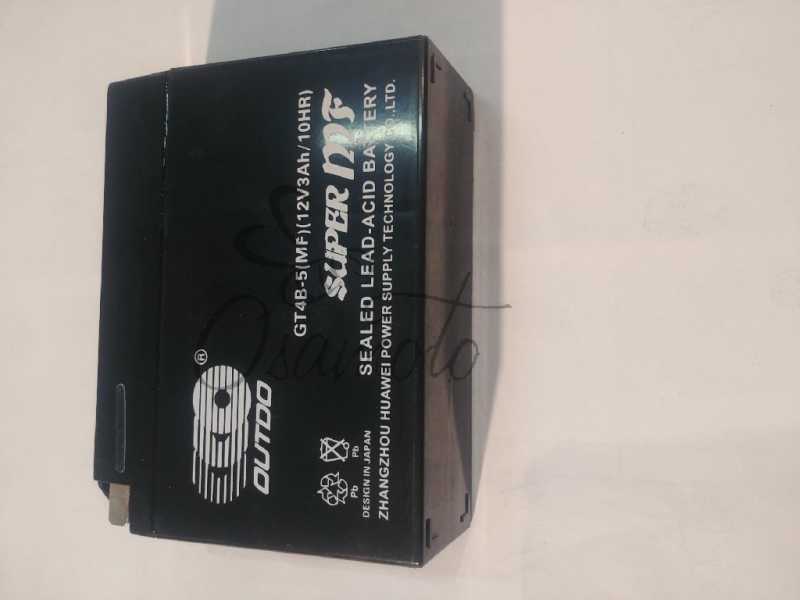 OUTDO ®
GT4B-5(MF)(12V3Ah/10HR)
SUPER MF
SEALED LEAD-ACID BATTERY
Pb Pb
DESIGN IN JAPAN
ZHANGZHOU HUAWEI POWER SUPPLY TECHNOLOGY CO.,LTD.
Osamoto